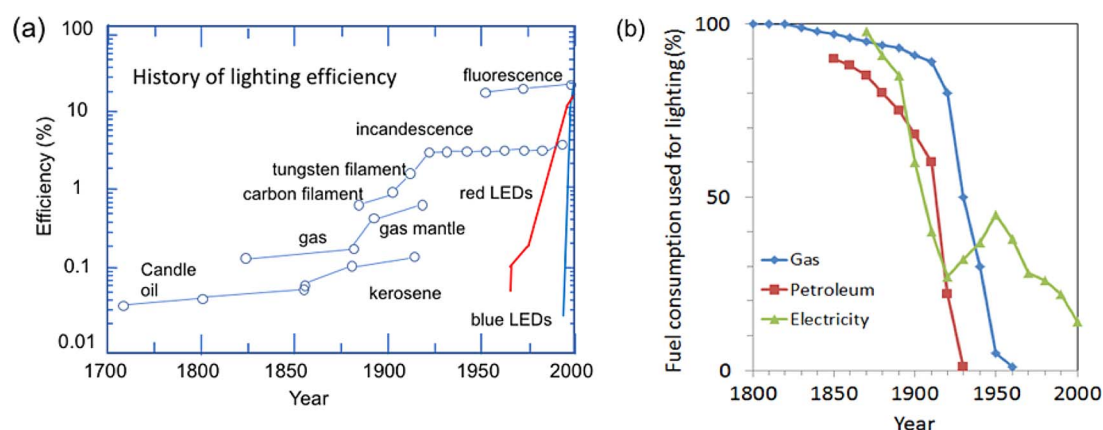 (a)
Efficiency (%)
100
10
1
0.1
0.01
History of lighting efficiency
fluorescence
incandescence
tungsten filament
carbon filament
red LEDs
gas
gas mantle
Candle
oil
kerosene
blue LEDs
1700
1750
1800
1850
1900
1950
2000
Year
(b)
Fuel consumption used for lighting (%)
100
50
0
Gas
Petroleum
Electricity
1800
1850
1900
1950
2000
Year